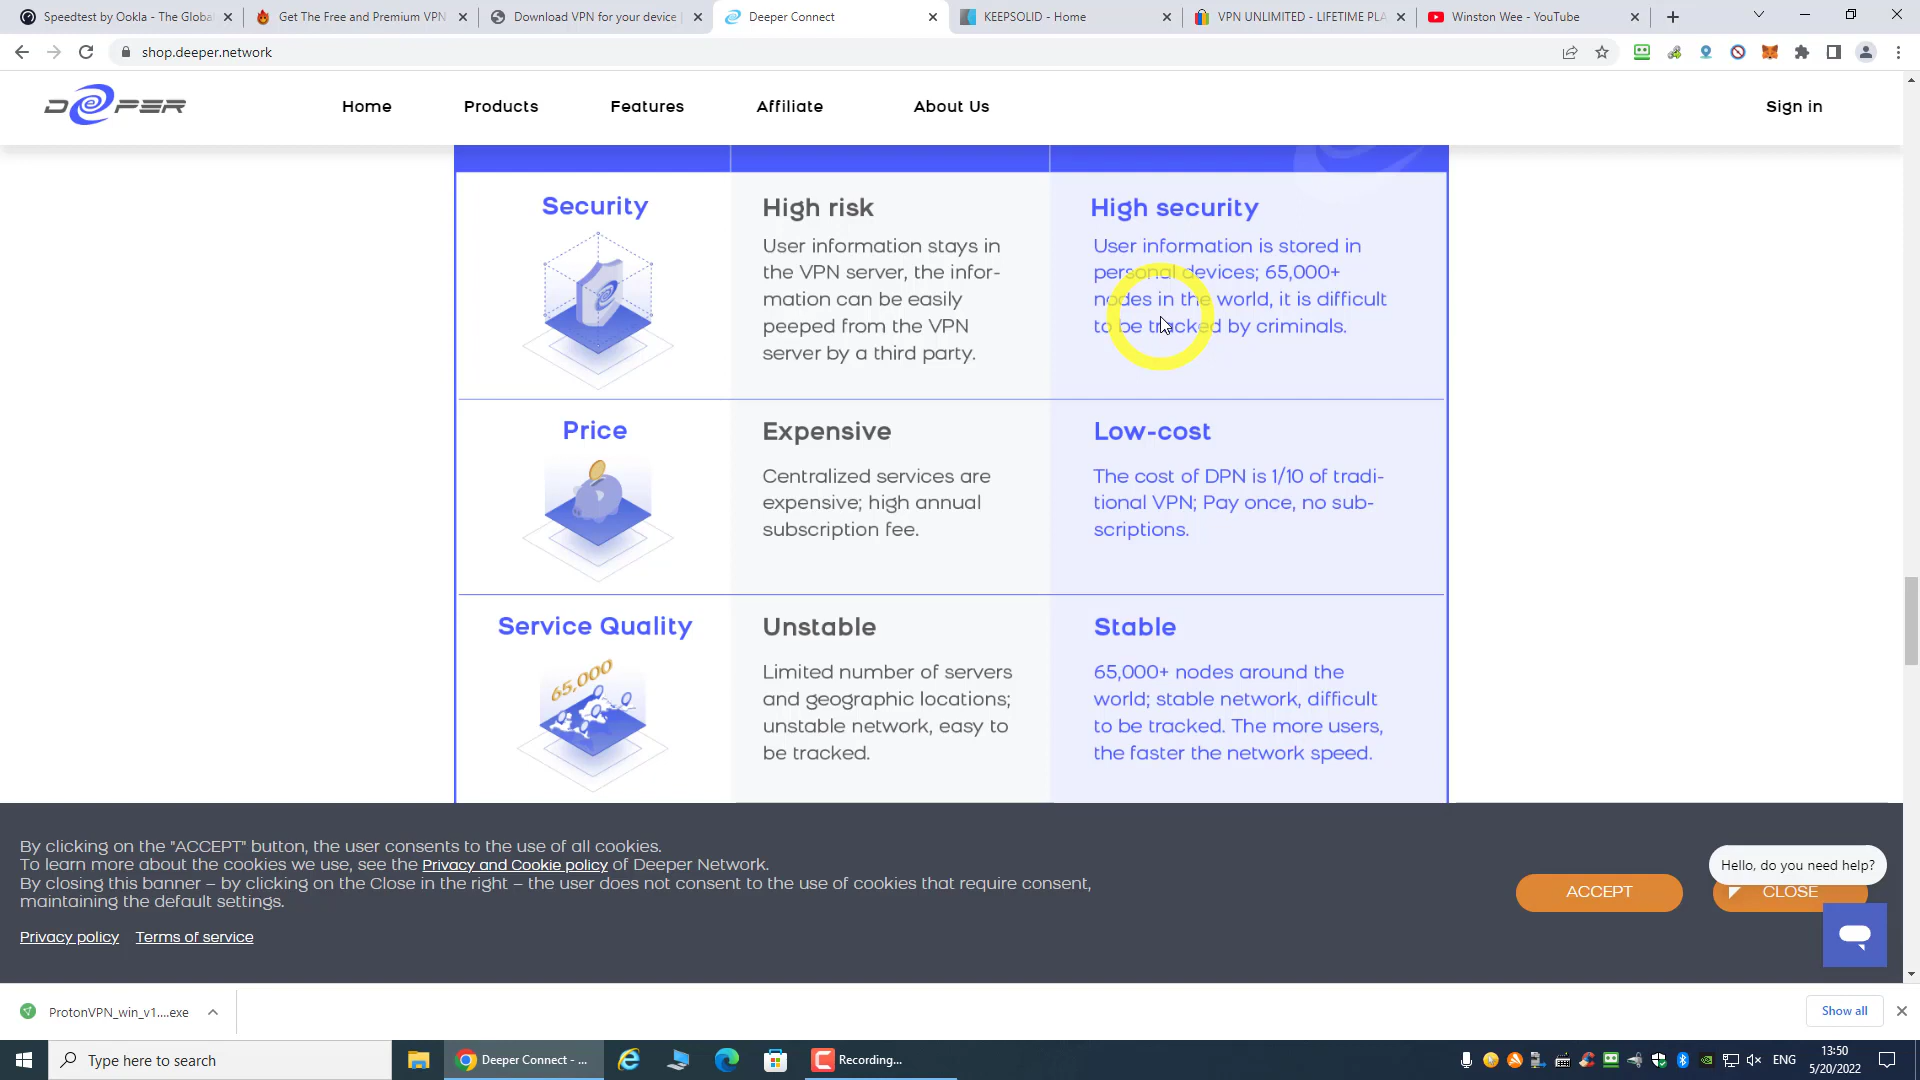 Speedtest by Ookla - The Global
Get The Free and Premium VPN
Download VPN for your device |
Deeper Connect
KEEPSOLID - Home
VPN UNLIMITED - LIFETIME PLA
Winston Wee - YouTube
shop.deeper.network
DEEPER
Home
Products
Features
Affiliate
About Us
Sign in
Security
High risk
User information stays in
the VPN server, the infor-
mation can be easily
peeped from the VPN
server by a third party.
High security
User information is stored in
personal devices; 65,000+
nodes in the world, it is difficult
to be tracked by criminals.
Price
Expensive
Centralized services are
expensive; high annual
subscription fee.
Low-cost
The cost of DPN is 1/10 of tradi-
tional VPN; Pay once, no sub-
scriptions.
Service Quality
65,000
Unstable
Limited number of servers
and geographic locations;
unstable network, easy to
be tracked.
Stable
65,000+ nodes around the
world; stable network, difficult
to be tracked. The more users,
the faster the network speed.
By clicking on the "ACCEPT" button, the user consents to the use of all cookies.
To learn more about the cookies we use, see the Privacy and Cookie policy of Deeper Network.
By closing this banner – by clicking on the Close in the right – the user does not consent to the use of cookies that require consent,
maintaining the default settings.
Privacy policy
Terms of service
Hello, do you need help?
ACCEPT
CLOSE
ProtonVPN_win_v1....exe
Show all
Type here to search
Deeper Connect - ...
Recording...
ENG
13:50
5/20/2022